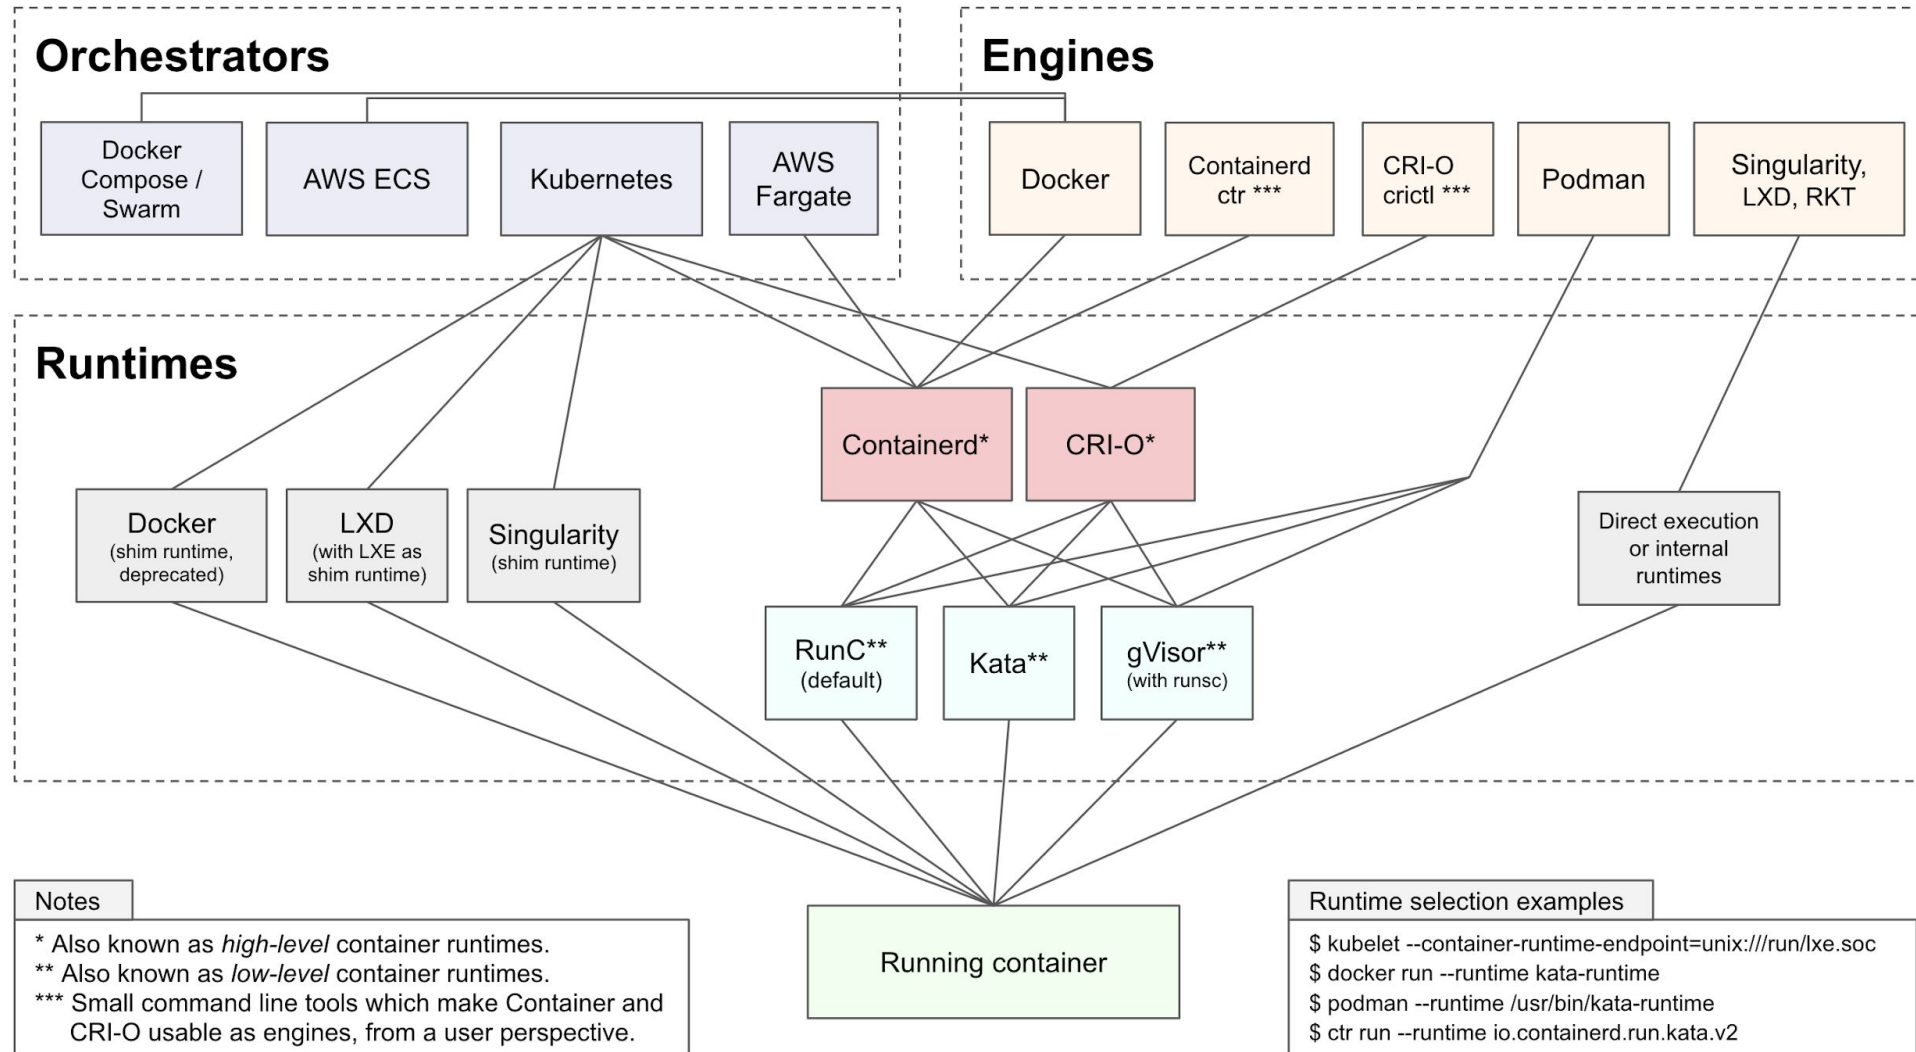 Orchestrators
Engines
Docker
Compose /
Swarm
AWS ECS
Kubernetes
AWS
Fargate
Docker
Containerd
ctr ***
CRI-O
crictl ***
Podman
Singularity,
LXD, RKT
Runtimes
Containerd*
CRI-O*
Docker
(shim runtime,
deprecated)
LXD
(with LXE as
shim runtime)
Singularity
(shim runtime)
Direct execution
or internal
runtimes
RunC**
(default)
Kata**
gVisor**
(with runsc)
Running container
Notes
* Also known as high-level container runtimes.
** Also known as low-level container runtimes.
*** Small command line tools which make Container and
CRI-O usable as engines, from a user perspective.
Runtime selection examples
$ kubelet --container-runtime-endpoint=unix:///run/lxe.soc
$ docker run --runtime kata-runtime
$ podman --runtime /usr/bin/kata-runtime
$ ctr run --runtime io.containerd.run.kata.v2